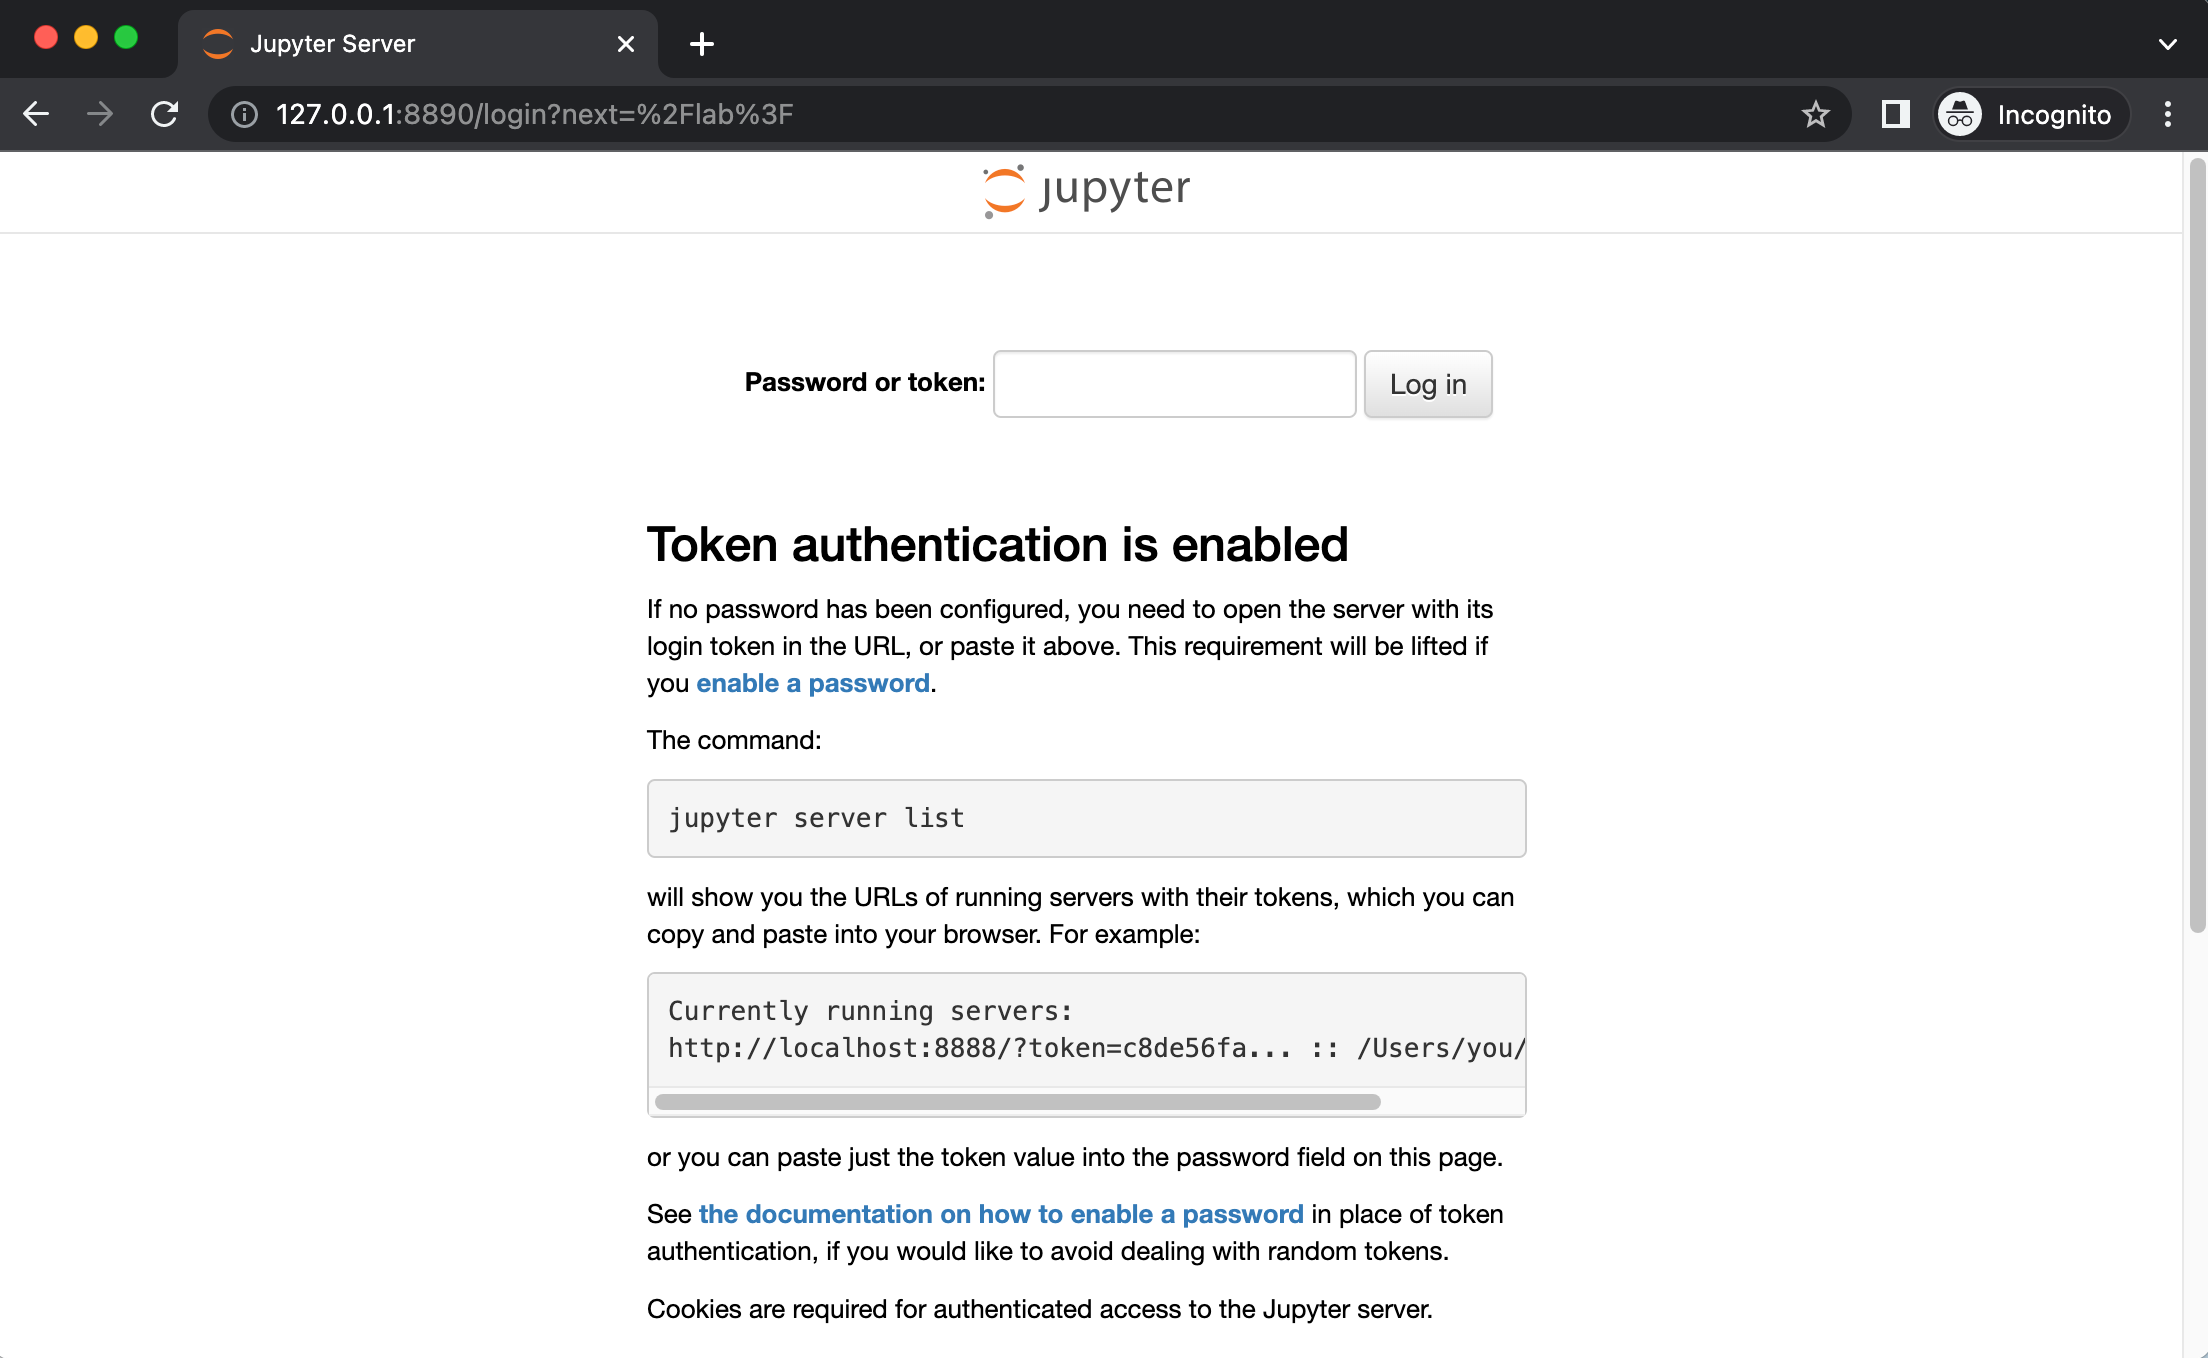 Jupyter Server
127.0.0.1:8890/login?next=%2Flab%3F
Incognito
jupyter
Password or token:
Log in
Token authentication is enabled
If no password has been configured, you need to open the server with its
login token in the URL, or paste it above. This requirement will be lifted if
you enable a password.
The command:
jupyter server list
will show you the URLs of running servers with their tokens, which you can
copy and paste into your browser. For example:
Currently running servers:
http://localhost:8888/?token=c8de56fa... :: /Users/you/
or you can paste just the token value into the password field on this page.
See the documentation on how to enable a password in place of token
authentication, if you would like to avoid dealing with random tokens.
Cookies are required for authenticated access to the Jupyter server.